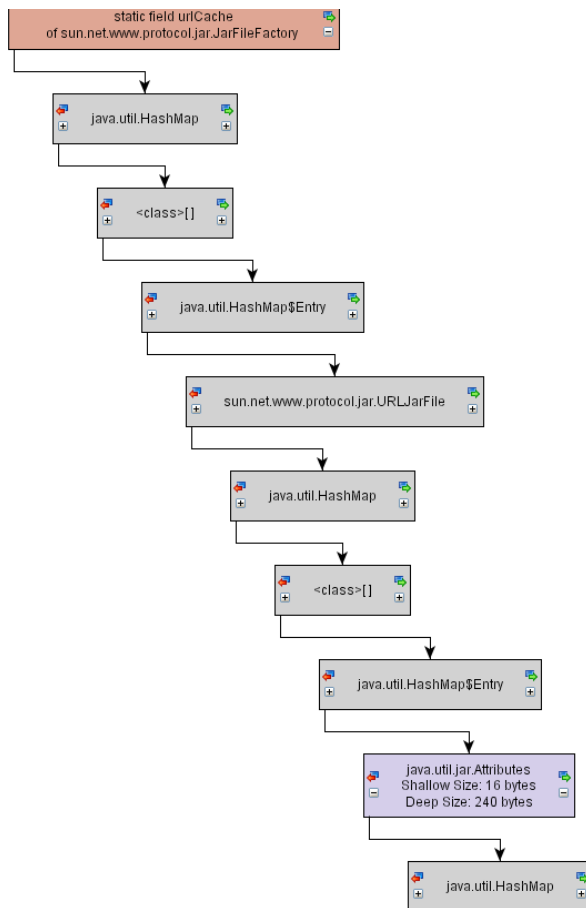 static field urlCache
of sun.net.www.protocol.jar.JarFileFactory
java.util.HashMap
<class>[]
java.util.HashMap$Entry
sun.net.www.protocol.jar.URLJarFile
java.util.HashMap
<class>[]
java.util.HashMap$Entry
java.util.jar.Attributes
Shallow Size: 16 bytes
Deep Size: 240 bytes
java.util.HashMap